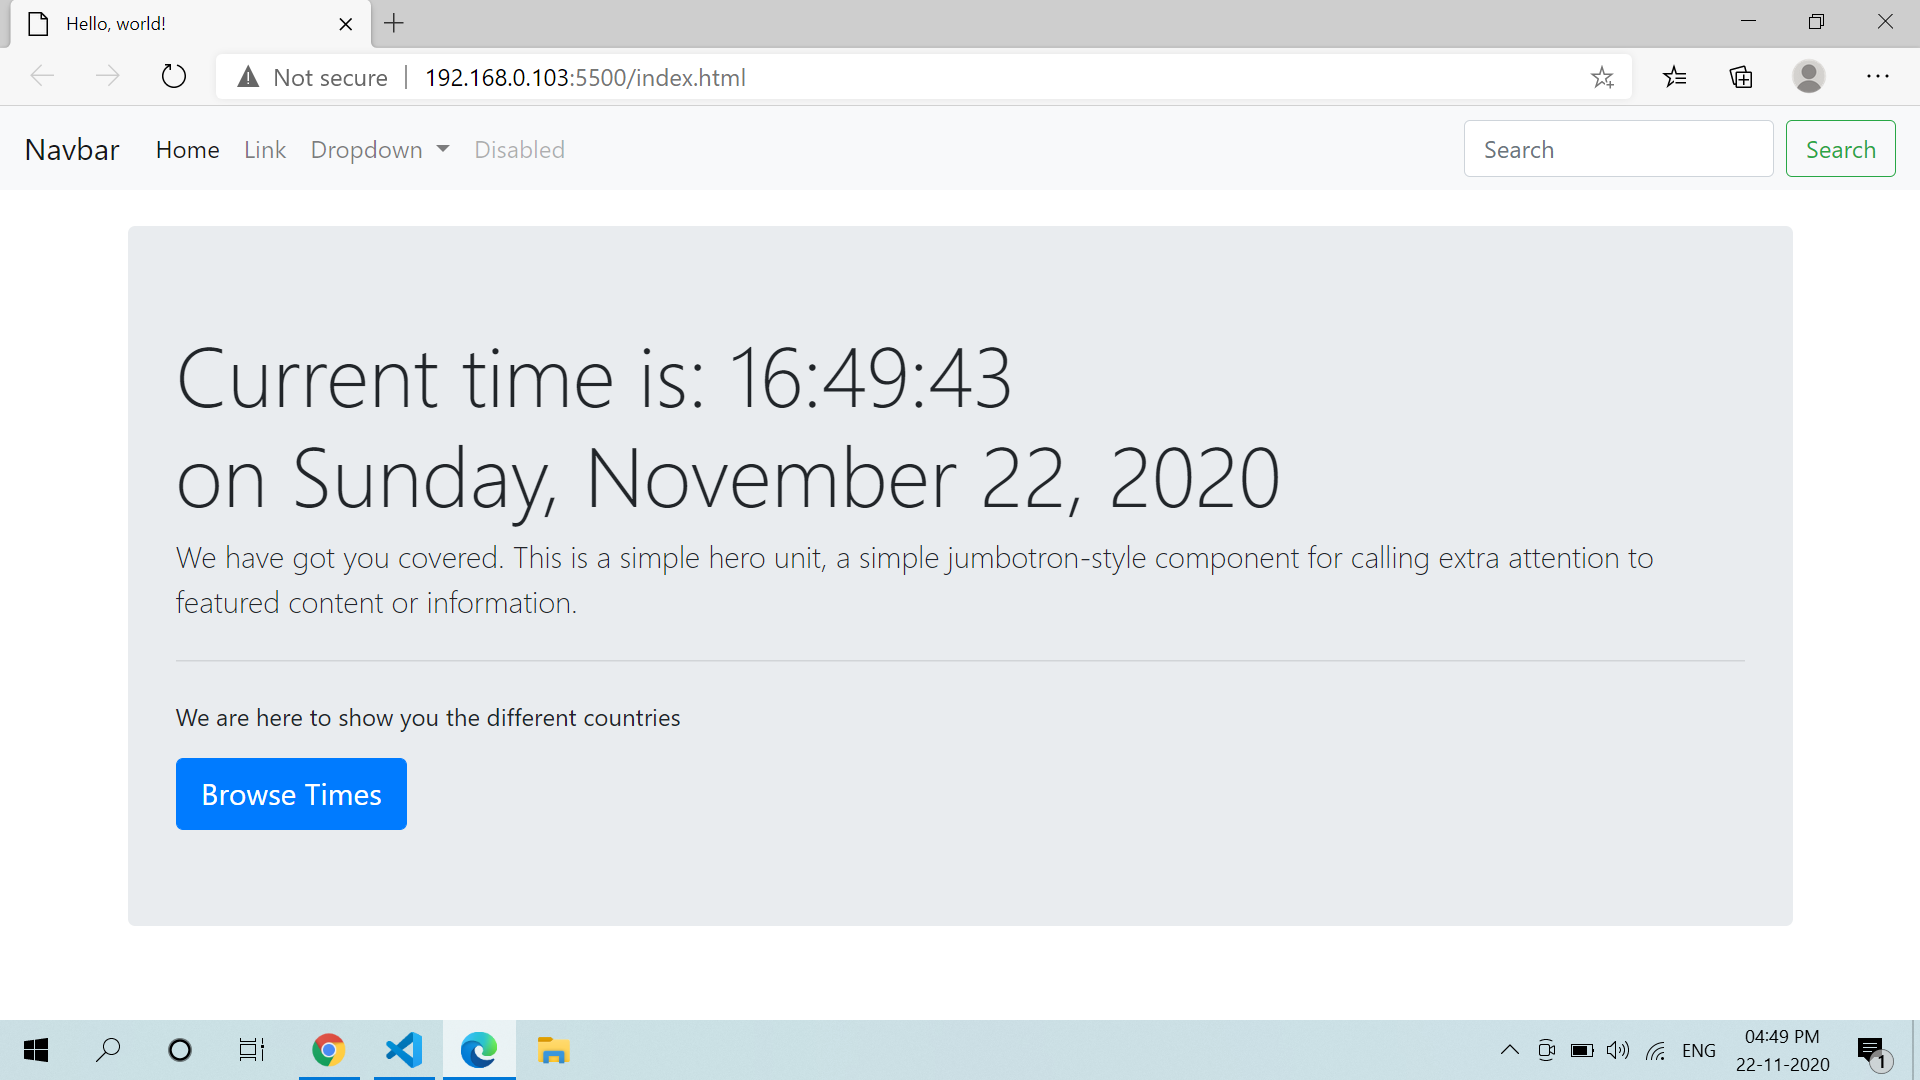 Hello, world!
Not secure
192.168.0.103:5500/index.html
Navbar Home Link Dropdown Disabled
Search
Search
Current time is: 16:49:43
on Sunday, November 22, 2020
We have got you covered. This is a simple hero unit, a simple jumbotron-style component for calling extra attention to
featured content or information.
We are here to show you the different countries
Browse Times
ENG
04:49 PM
22-11-2020
1